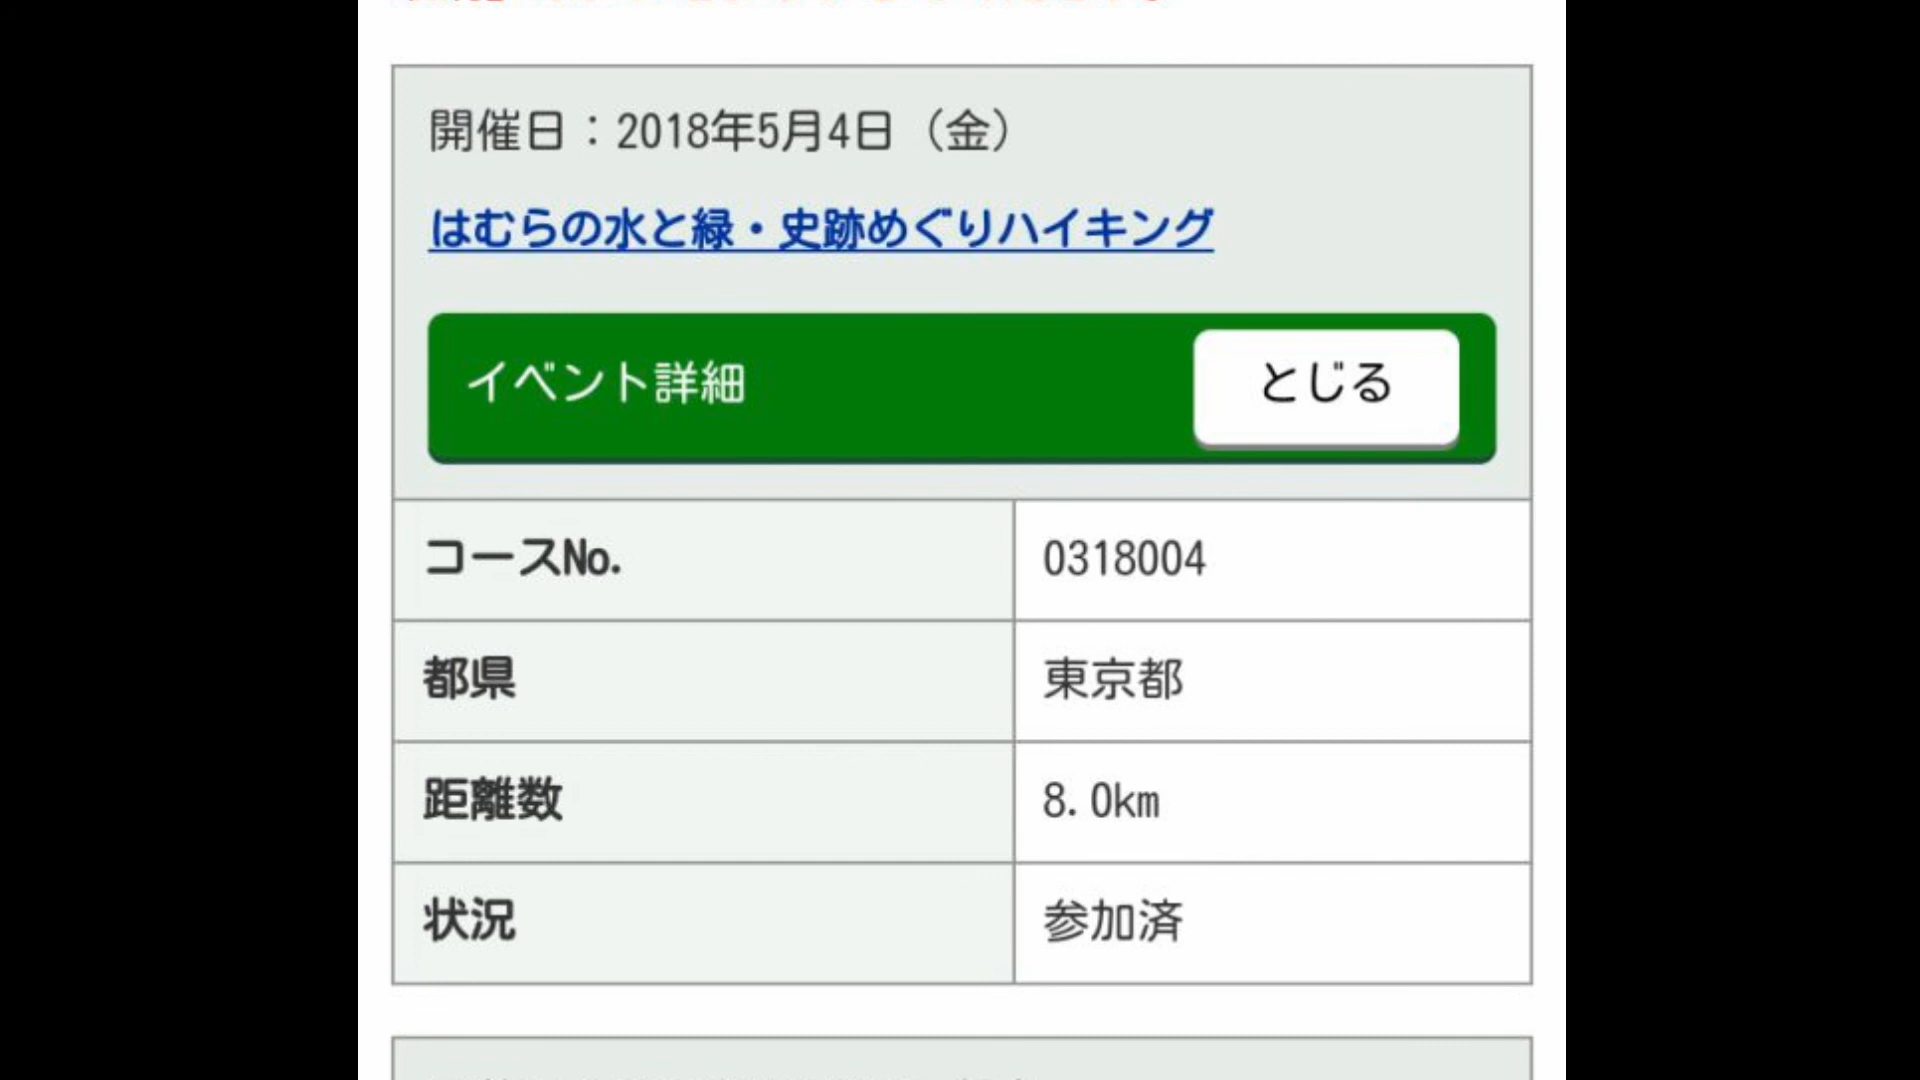 開催日：2018年5月4日（金）
はむらの水と緑・史跡めぐりハイキング
イベント詳細 とじる
コースNo. 0318004
都県 東京都
距離数 8.0km
状況 参加済